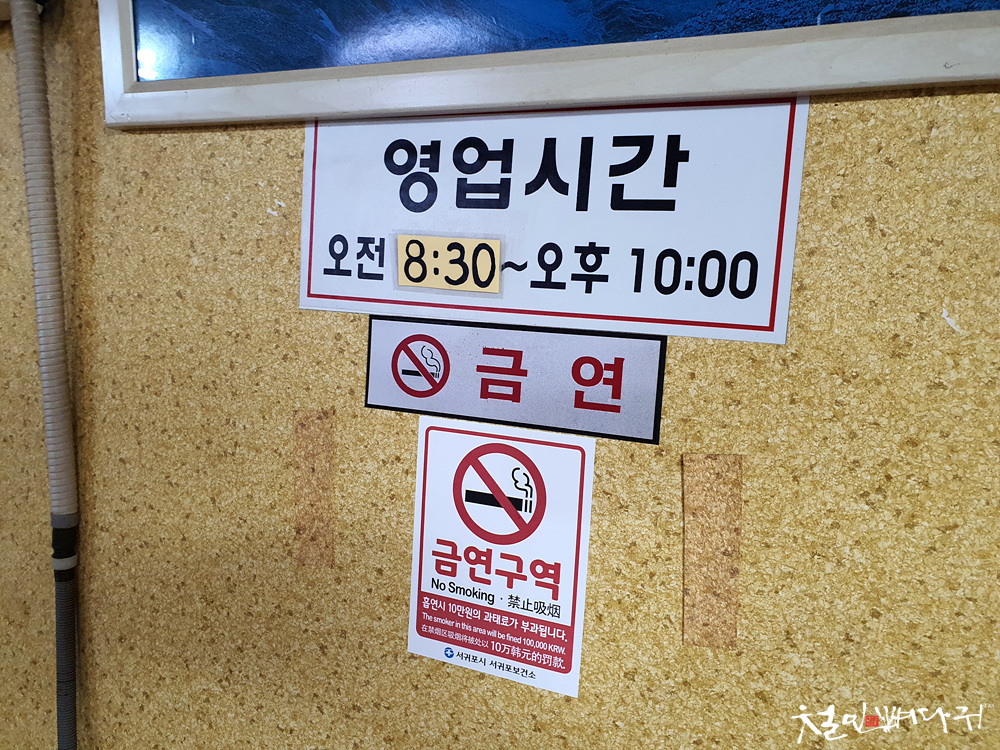 영업시간
오전 8:30~오후 10:00
금 연
금연구역
No Smoking · 禁止吸烟
흡연시 10만원의 과태료가 부과됩니다.
The smoker in this area will be fined 100,000 KRW.
在禁烟区吸烟将被处以 10万韩元的罚款.
서귀포시 서귀포보건소